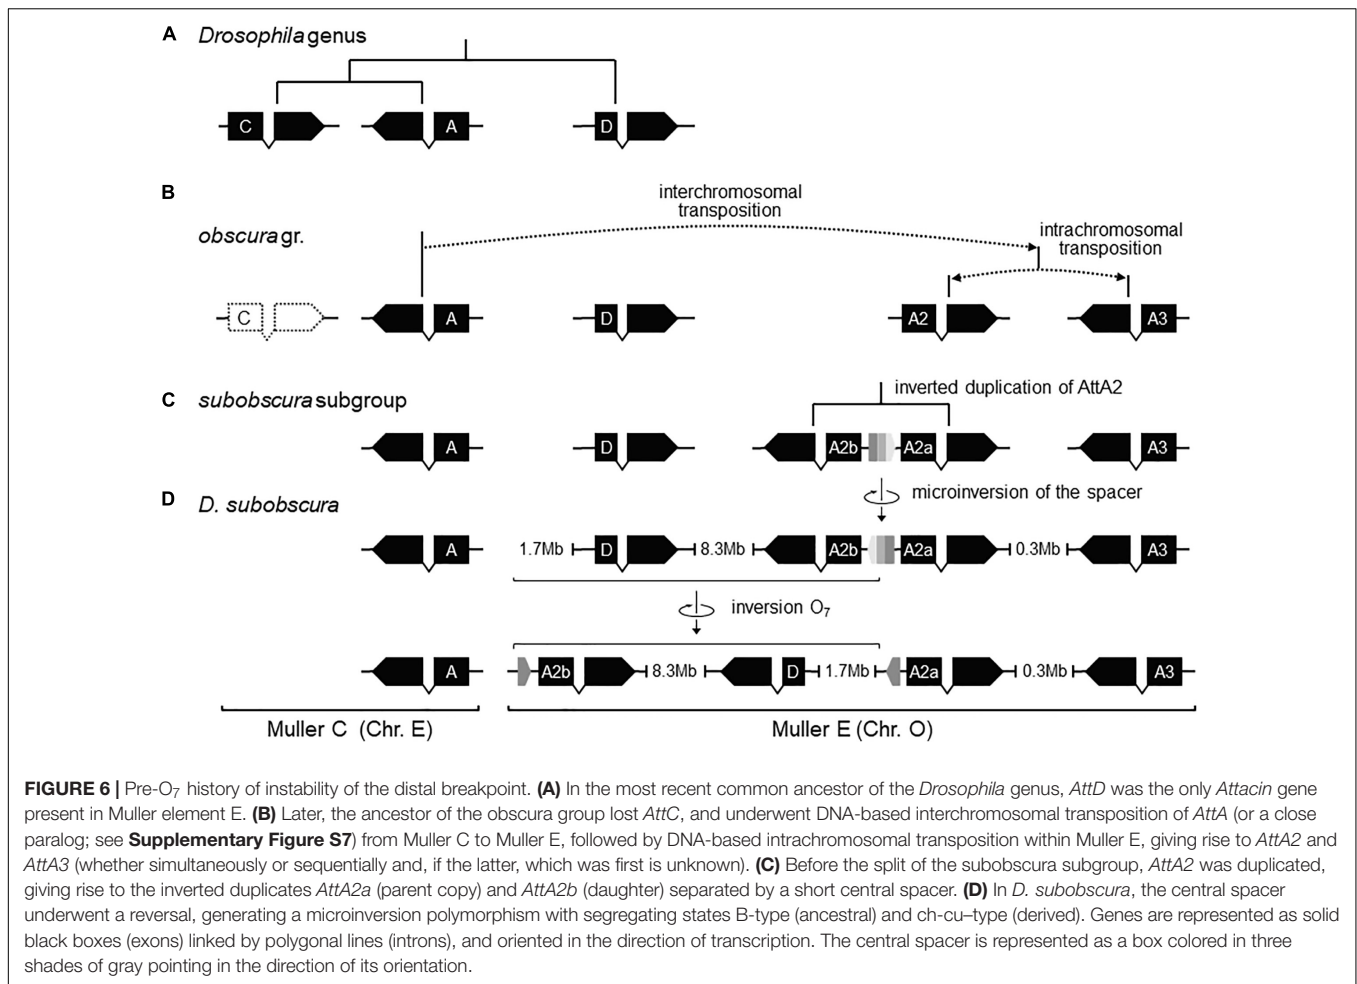 A Drosophila genus
C A D
B
interchromosomal
transposition
obscura gr.
intrachromosomal
transposition
C A D A2 A3
C subobscura subgroup
inverted duplication of AttA2
A D A2b A2a A3
D D. subobscura
microinversion of the spacer
A 1.7Mb D 8.3Mb A2b A2a 0.3Mb A3
inversion O₇
A A2b 8.3Mb D 1.7Mb A2a 0.3Mb A3
Muller C (Chr. E) Muller E (Chr. O)
FIGURE 6 | Pre-O₇ history of instability of the distal breakpoint. (A) In the most recent common ancestor of the Drosophila genus, AttD was the only Attacin gene
present in Muller element E. (B) Later, the ancestor of the obscura group lost AttC, and underwent DNA-based interchromosomal transposition of AttA (or a close
paralog; see Supplementary Figure S7) from Muller C to Muller E, followed by DNA-based intrachromosomal transposition within Muller E, giving rise to AttA2 and
AttA3 (whether simultaneously or sequentially and, if the latter, which was first is unknown). (C) Before the split of the subobscura subgroup, AttA2 was duplicated,
giving rise to the inverted duplicates AttA2a (parent copy) and AttA2b (daughter) separated by a short central spacer. (D) In D. subobscura, the central spacer
underwent a reversal, generating a microinversion polymorphism with segregating states B-type (ancestral) and ch-cu–type (derived). Genes are represented as solid
black boxes (exons) linked by polygonal lines (introns), and oriented in the direction of transcription. The central spacer is represented as a box colored in three
shades of gray pointing in the direction of its orientation.